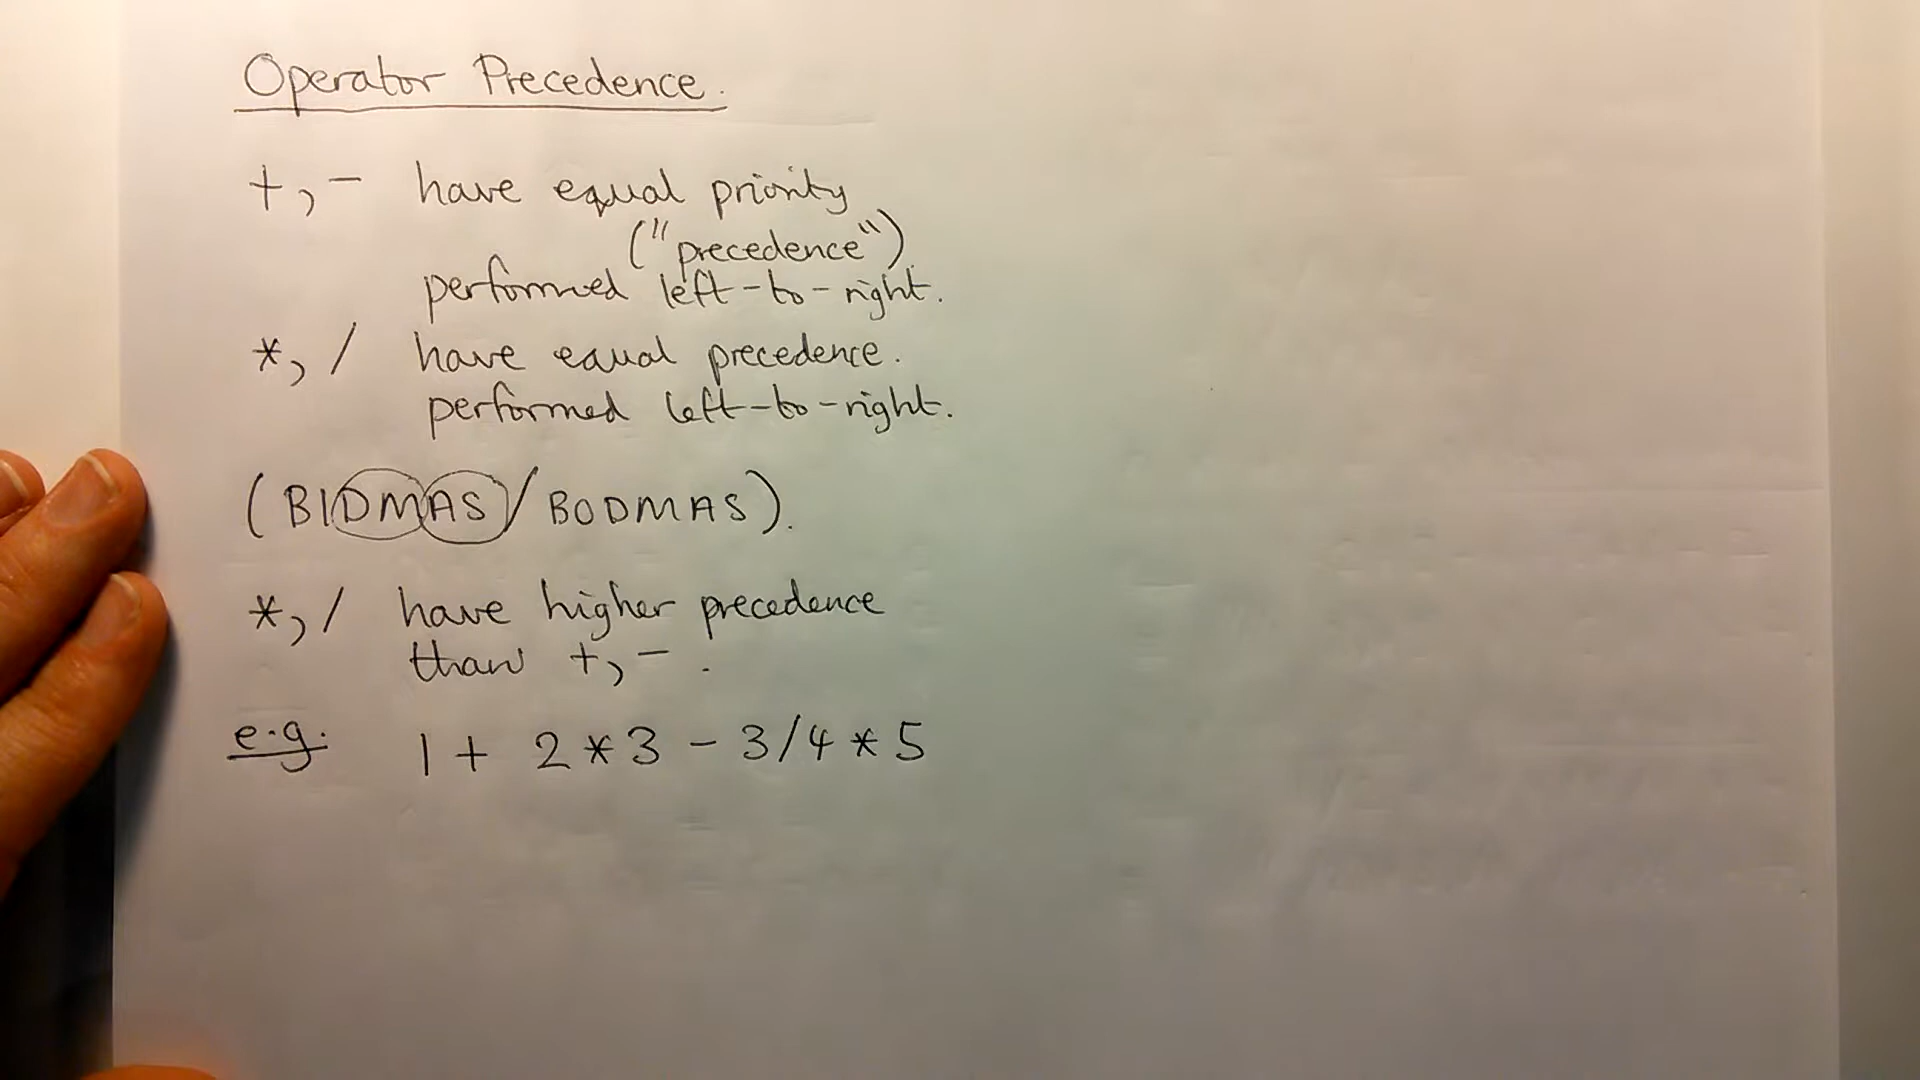 Operator Precedence.
+, - have equal priority
("precedence")
performed left-to-right.
*, / have equal precedence.
performed left-to-right.
(BIDMAS/BODMAS).
*, / have higher precedence
than +, - .
e.g. 1 + 2 * 3 - 3/4 * 5